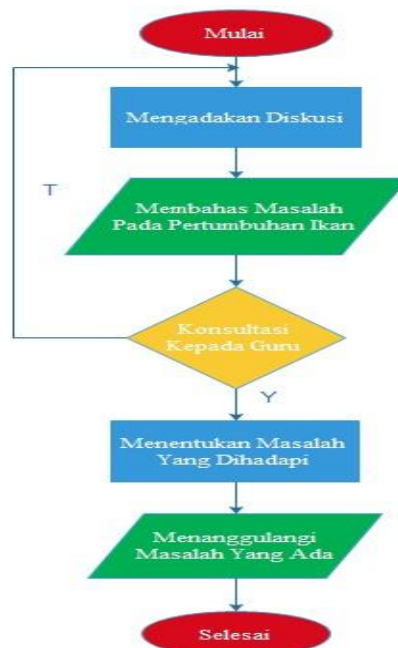 Mulai
Mengadakan Diskusi
T
Membahas Masalah
Pada Pertumbuhan Ikan
Konsultasi
Kepada Guru
Y
Menentukan Masalah
Yang Dihadapi
Menanggulangi
Masalah Yang Ada
Selesai